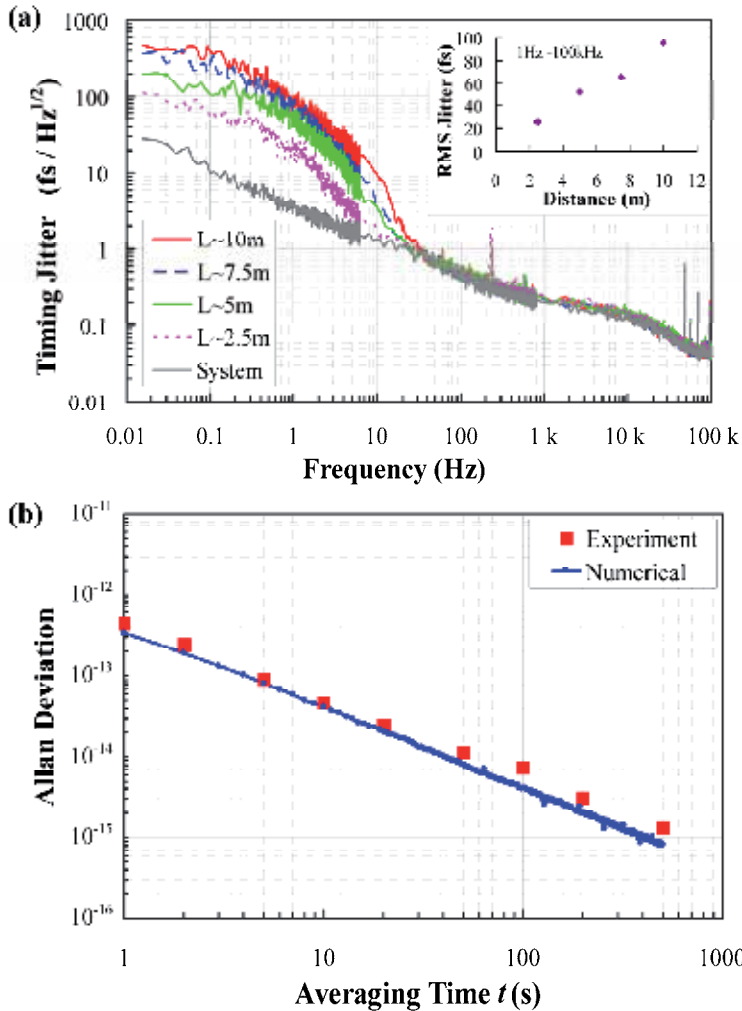 (a)
1000
100
10
1
0.1
0.01
Timing Jitter (fs / Hz^1/2)
L~10m
L~7.5m
L~5m
L~2.5m
System
0.01 0.1 1 10 100 1 k 10 k 100 k
Frequency (Hz)
1Hz -100kHz
100
80
60
40
20
0
RMS Jitter (fs)
0 2 4 6 8 10 12
Distance (m)
(b)
10^-11
10^-12
10^-13
10^-14
10^-15
10^-16
Allan Deviation
Experiment
Numerical
1 10 100 1000
Averaging Time t (s)